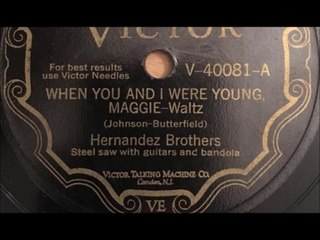 VICTOR
For best results
use Victor Needles
V-40081-A
WHEN YOU AND I WERE YOUNG,
MAGGIE-Waltz
(Johnson-Butterfield)
Hernandez Brothers
Steel saw with guitars and bandola
VICTOR TALKING MACHINE CO.
Camden, N.J.
VE